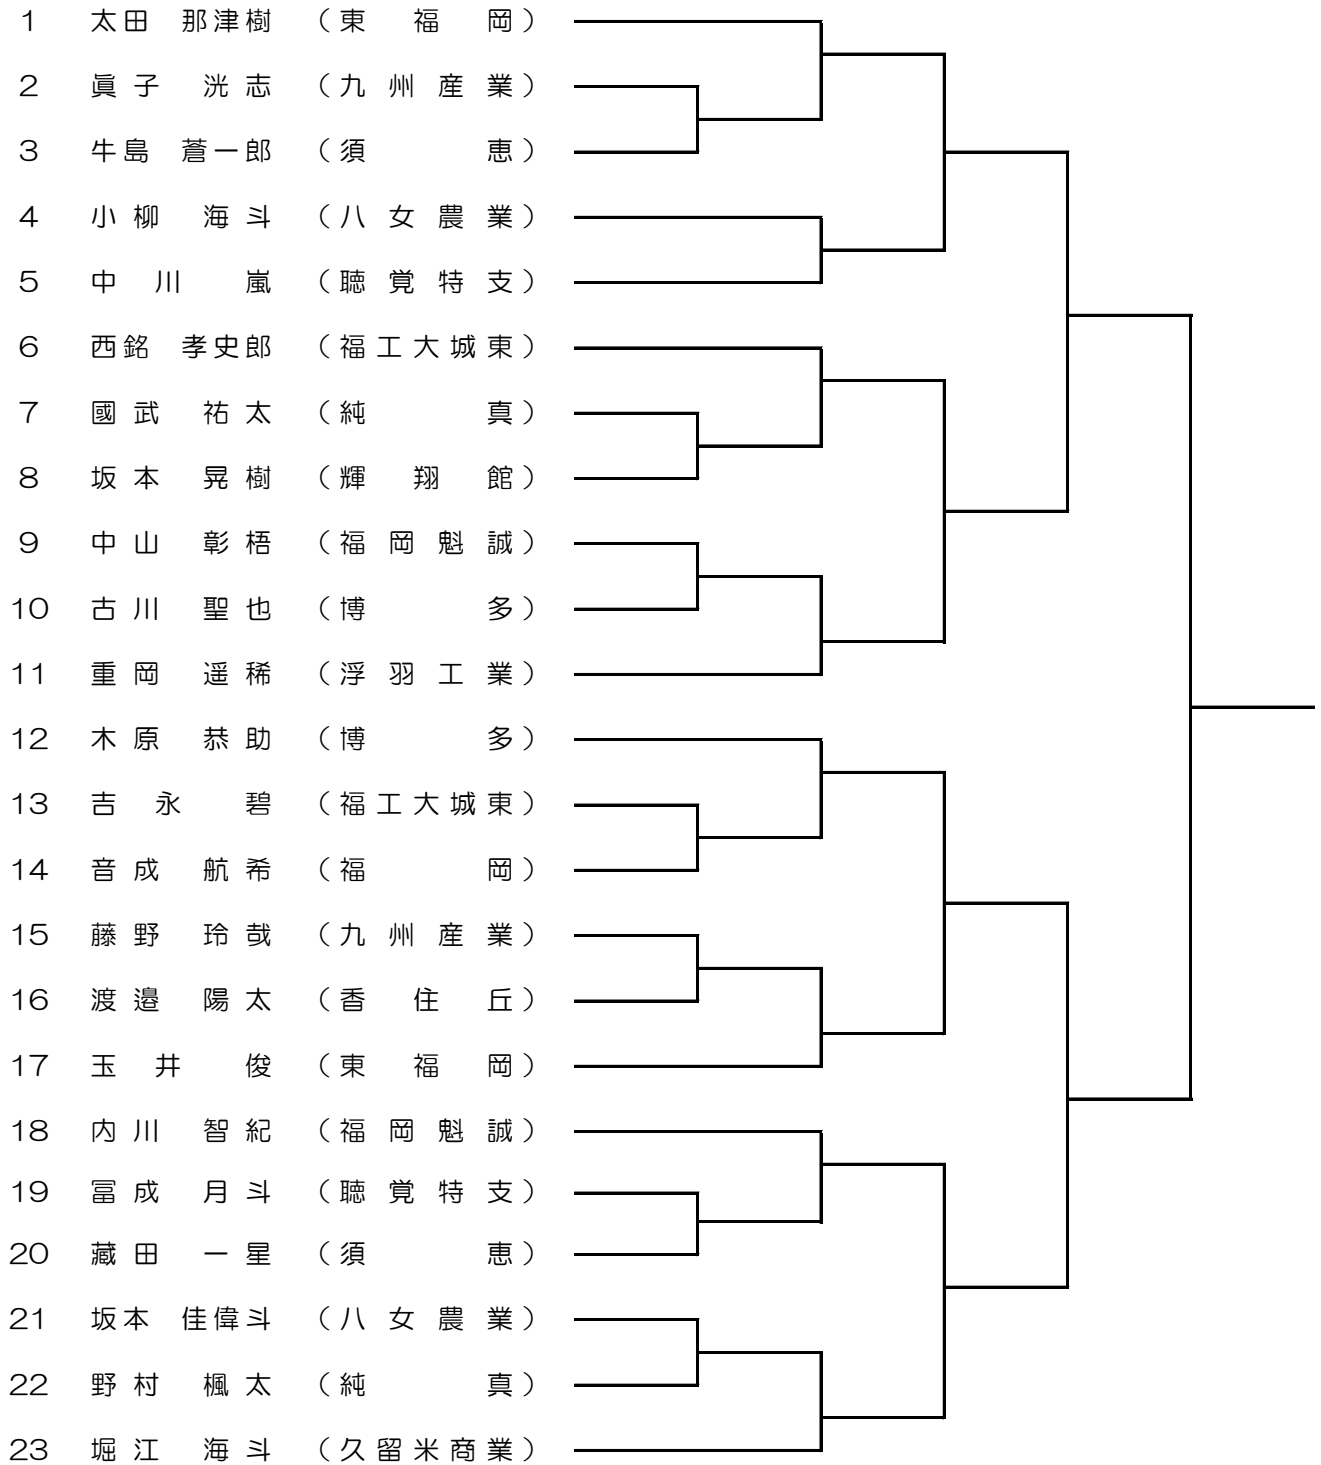 1 太田 那津樹 （東福岡）
2 眞子 洸志 （九州産業）
3 牛島 蒼一郎 （須恵）
4 小柳 海斗 （八女農業）
5 中川 嵐 （聴覚特支）
6 西銘 孝史郎 （福工大城東）
7 國武 祐太 （純真）
8 坂本 晃樹 （輝翔館）
9 中山 彰梧 （福岡魁誠）
10 古川 聖也 （博多）
11 重岡 遥稀 （浮羽工業）
12 木原 恭助 （博多）
13 吉永 碧 （福工大城東）
14 音成 航希 （福岡）
15 藤野 玲哉 （九州産業）
16 渡邉 陽太 （香住丘）
17 玉井 俊 （東福岡）
18 内川 智紀 （福岡魁誠）
19 冨成 月斗 （聴覚特支）
20 藏田 一星 （須恵）
21 坂本 佳偉斗 （八女農業）
22 野村 楓太 （純真）
23 堀江 海斗 （久留米商業）